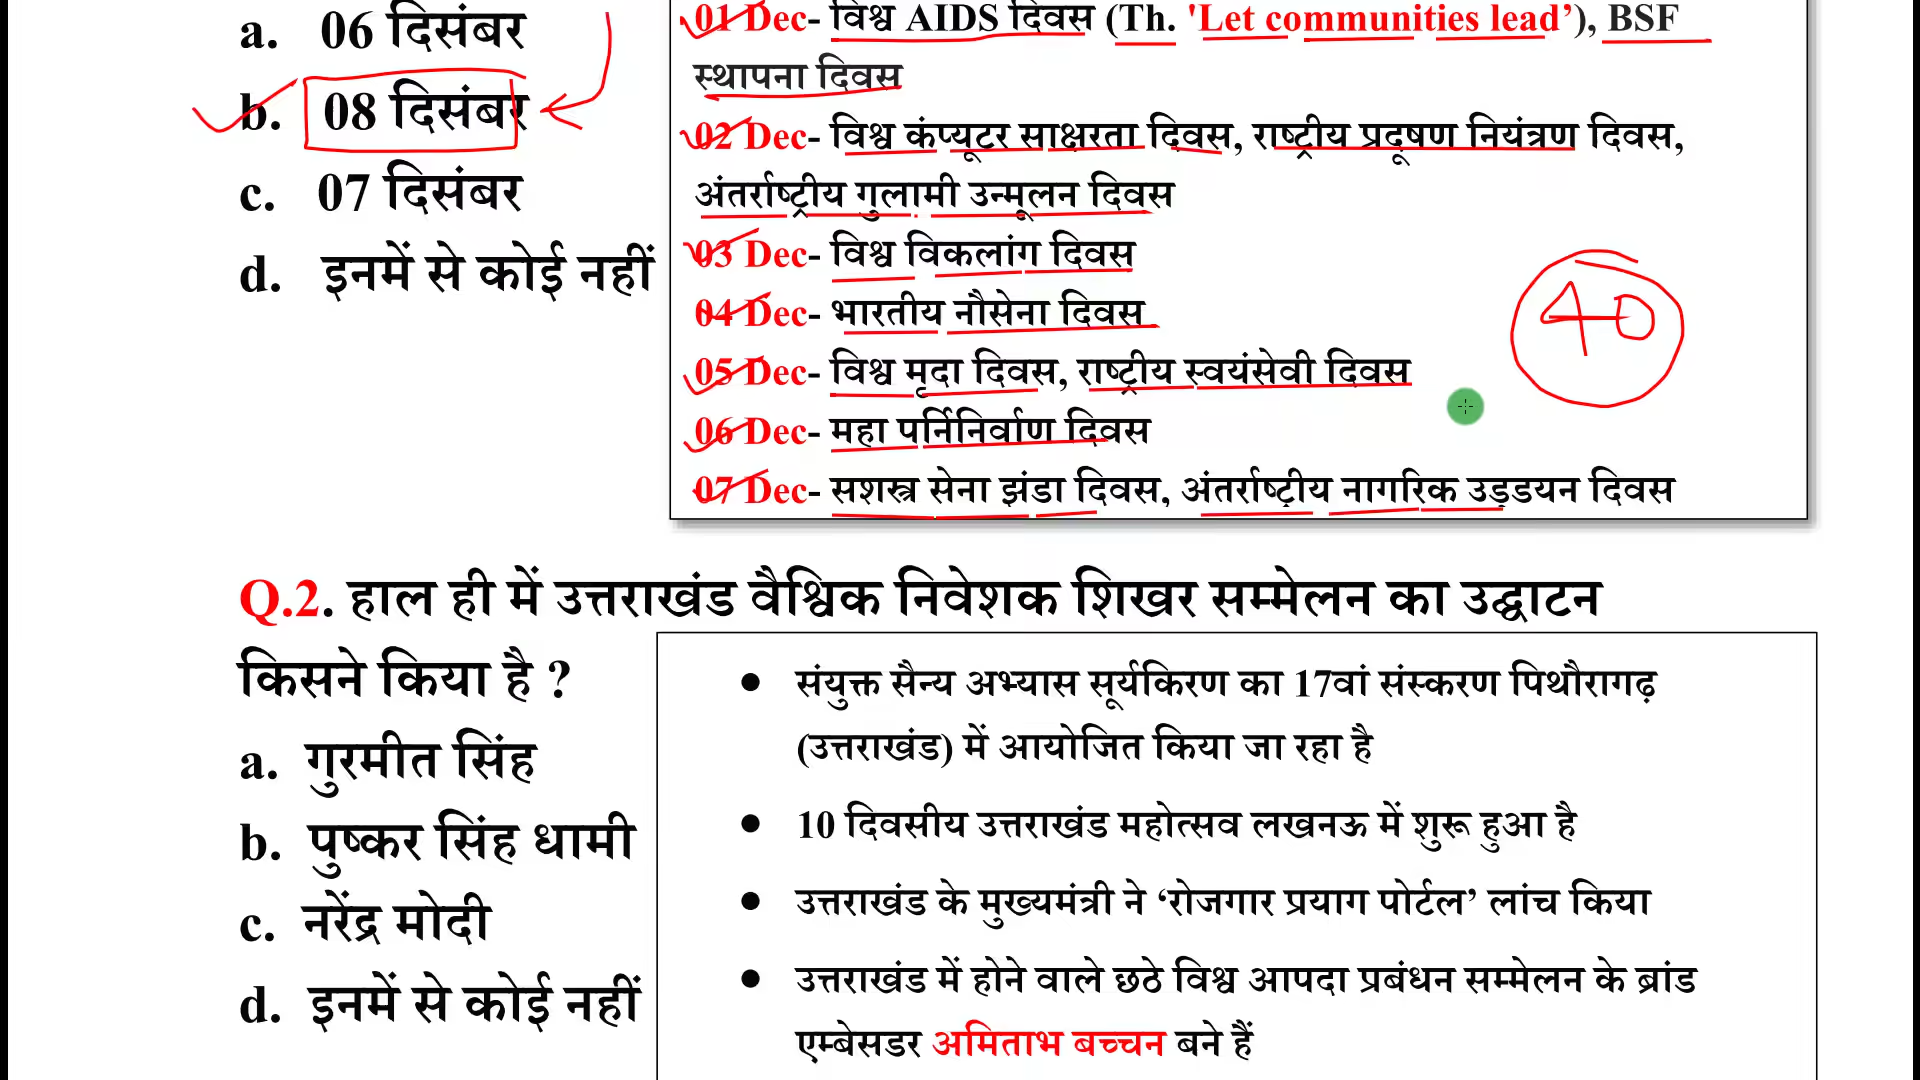 a. 06 दिसंबर
b. 08 दिसंबर
c. 07 दिसंबर
d. इनमें से कोई नहीं
01 Dec- विश्व AIDS दिवस (Th. 'Let communities lead’), BSF
स्थापना दिवस
02 Dec- विश्व कंप्यूटर साक्षरता दिवस, राष्ट्रीय प्रदूषण नियंत्रण दिवस,
अंतर्राष्ट्रीय गुलामी उन्मूलन दिवस
03 Dec- विश्व विकलांग दिवस
04 Dec- भारतीय नौसेना दिवस
05 Dec- विश्व मृदा दिवस, राष्ट्रीय स्वयंसेवी दिवस
06 Dec- महा पर्निनिर्वाण दिवस
07 Dec- सशस्त्र सेना झंडा दिवस, अंतर्राष्ट्रीय नागरिक उड्डयन दिवस
40
Q.2. हाल ही में उत्तराखंड वैश्विक निवेशक शिखर सम्मेलन का उद्घाटन
किसने किया है ?
a. गुरमीत सिंह
b. पुष्कर सिंह धामी
c. नरेंद्र मोदी
d. इनमें से कोई नहीं
• संयुक्त सैन्य अभ्यास सूर्यकिरण का 17वां संस्करण पिथौरागढ़
(उत्तराखंड) में आयोजित किया जा रहा है
• 10 दिवसीय उत्तराखंड महोत्सव लखनऊ में शुरू हुआ है
• उत्तराखंड के मुख्यमंत्री ने ‘रोजगार प्रयाग पोर्टल’ लांच किया
• उत्तराखंड में होने वाले छठे विश्व आपदा प्रबंधन सम्मेलन के ब्रांड
एम्बेसडर अमिताभ बच्चन बने हैं